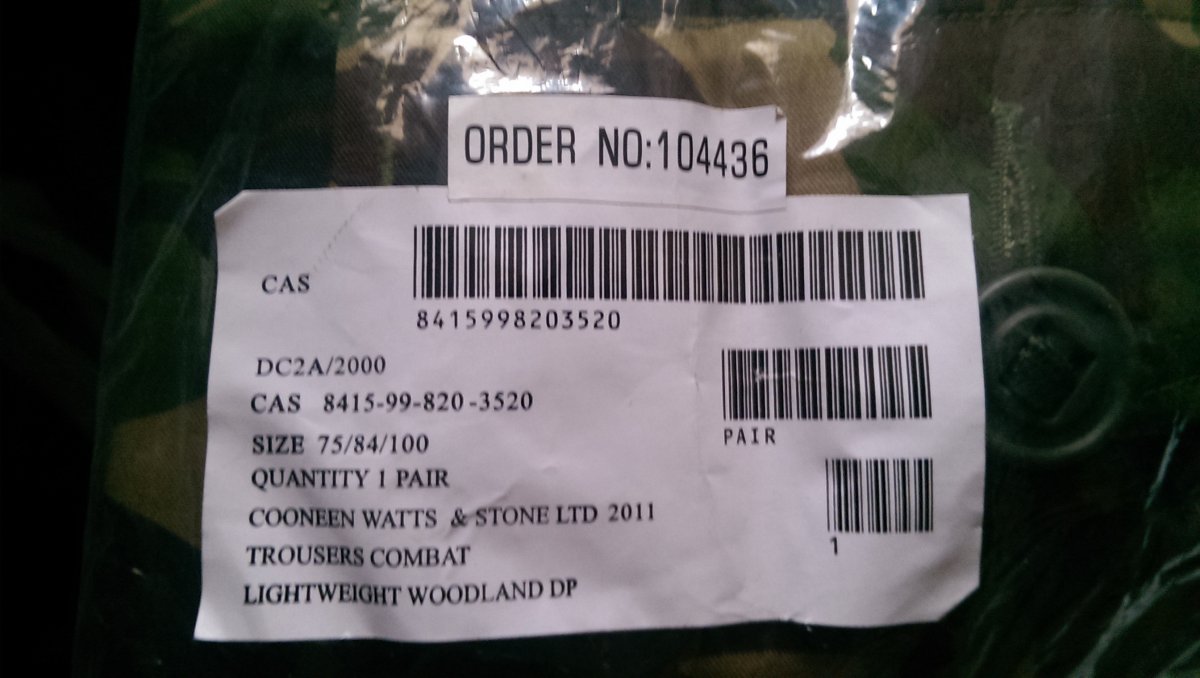 ORDER NO:104436
CAS
8415998203520
DC2A/2000
CAS 8415-99-820-3520
SIZE 75/84/100
PAIR
QUANTITY 1 PAIR
COONEEN WATTS & STONE LTD 2011
1
TROUSERS COMBAT
LIGHTWEIGHT WOODLAND DP